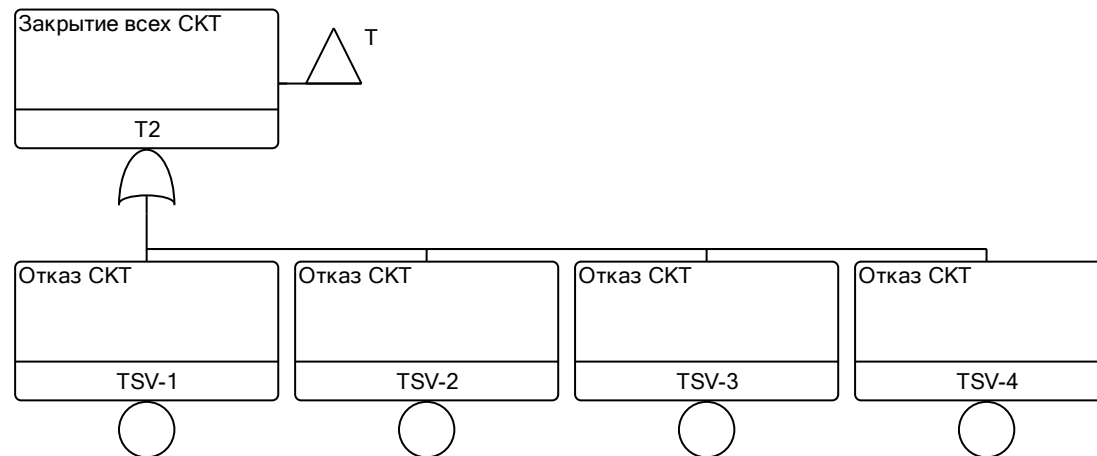 Закрытие всех СКТ
T
T2
Отказ СКТ
Отказ СКТ
Отказ СКТ
Отказ СКТ
TSV-1
TSV-2
TSV-3
TSV-4